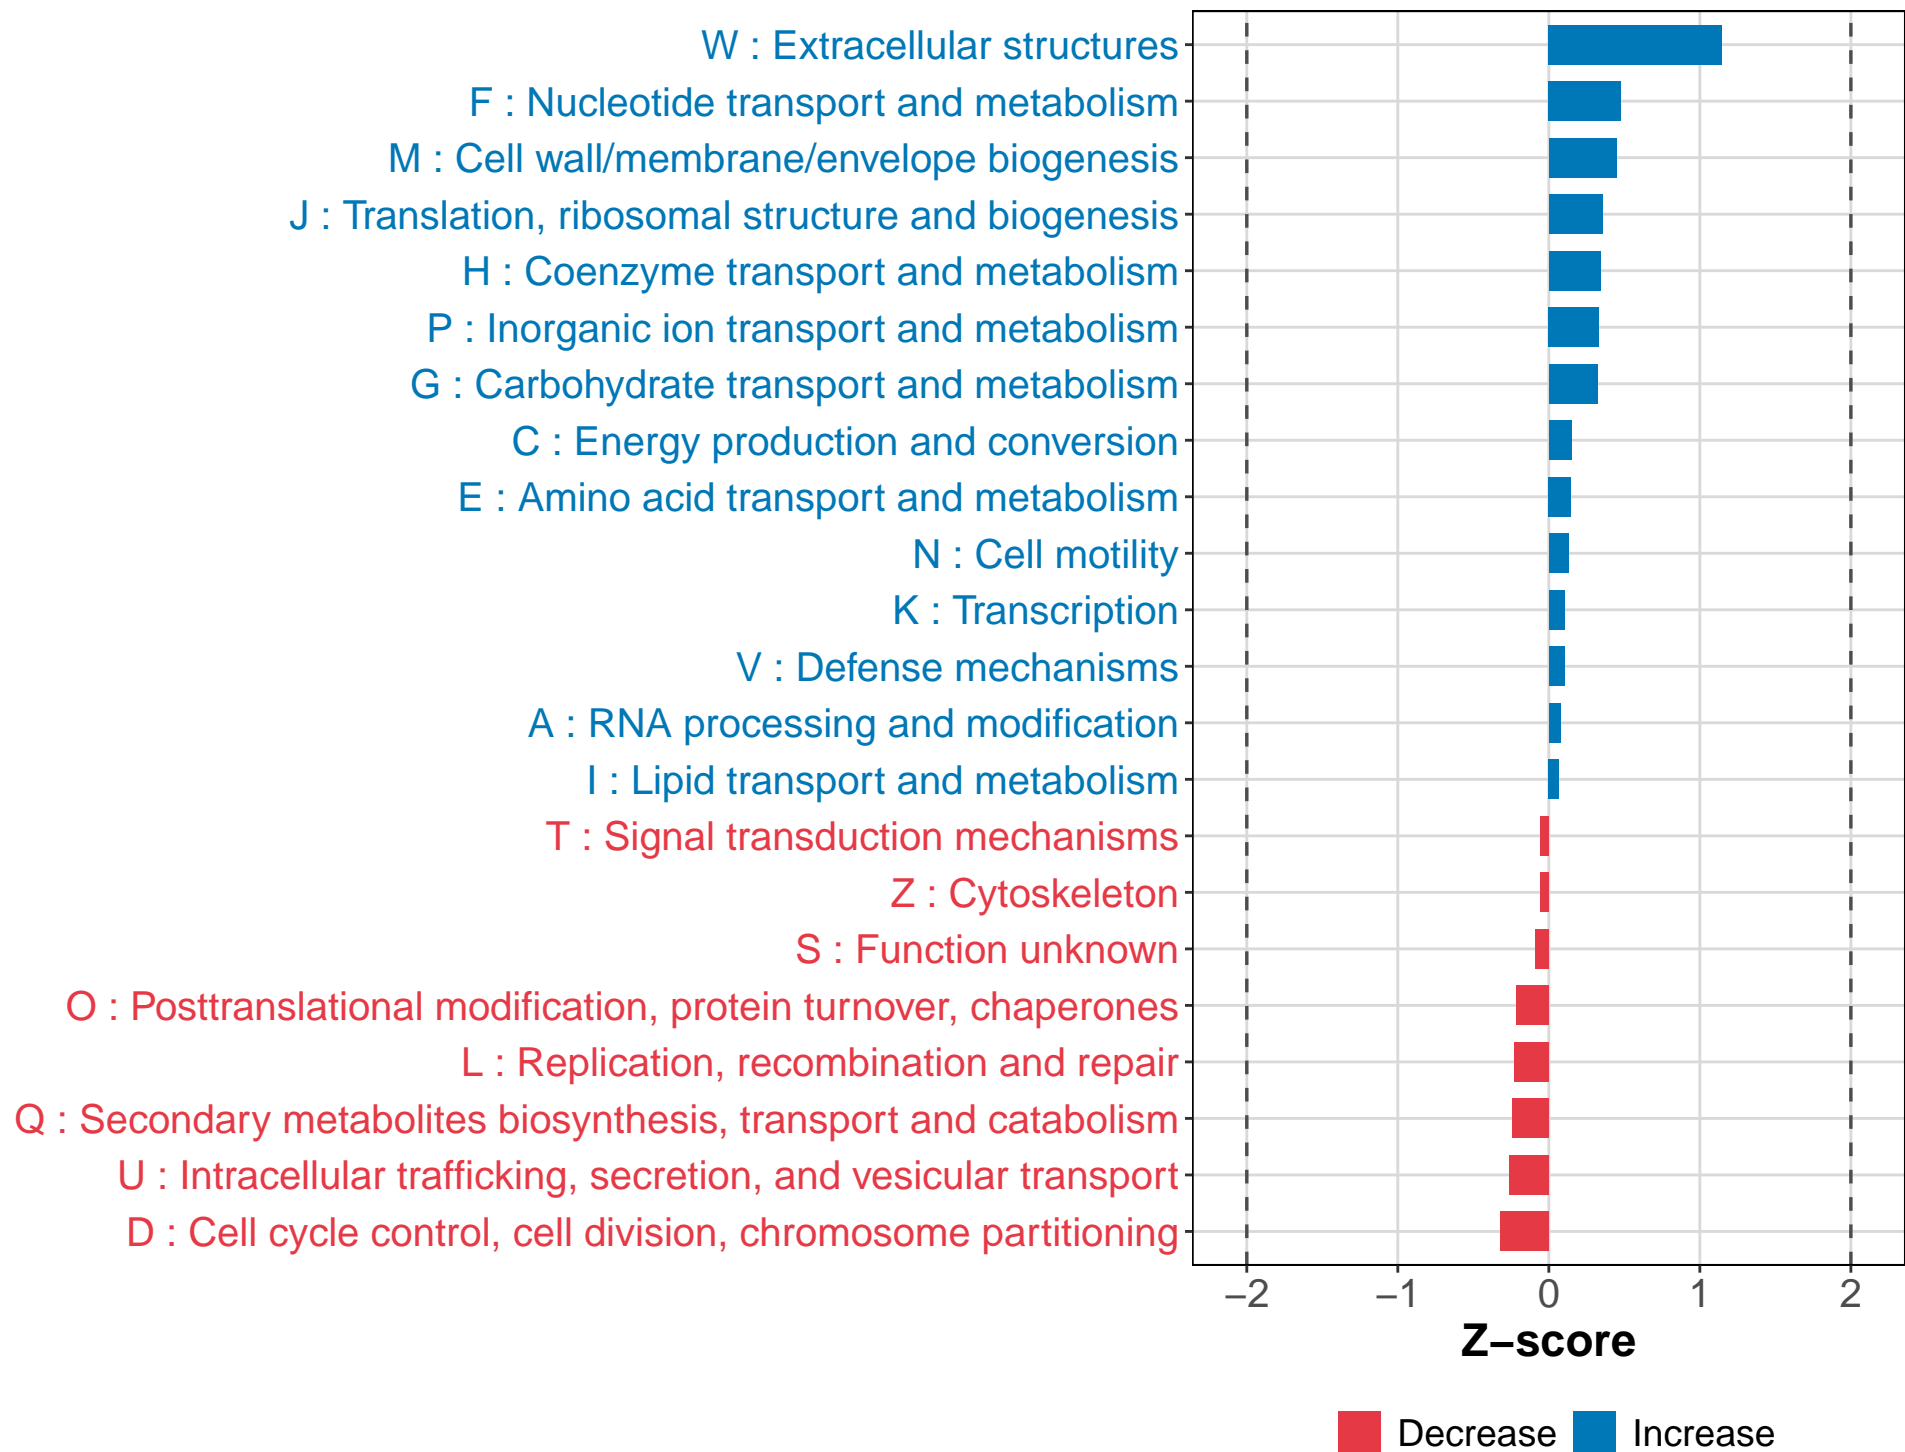 W : Extracellular structures
F : Nucleotide transport and metabolism
M : Cell wall/membrane/envelope biogenesis
J : Translation, ribosomal structure and biogenesis
H : Coenzyme transport and metabolism
P : Inorganic ion transport and metabolism
G : Carbohydrate transport and metabolism
C : Energy production and conversion
E : Amino acid transport and metabolism
N : Cell motility
K : Transcription
V : Defense mechanisms
A : RNA processing and modification
I : Lipid transport and metabolism
T : Signal transduction mechanisms
Z : Cytoskeleton
S : Function unknown
O : Posttranslational modification, protein turnover, chaperones
L : Replication, recombination and repair
Q : Secondary metabolites biosynthesis, transport and catabolism
U : Intracellular trafficking, secretion, and vesicular transport
D : Cell cycle control, cell division, chromosome partitioning
−2 −1 0 1 2
Z−score
Decrease Increase